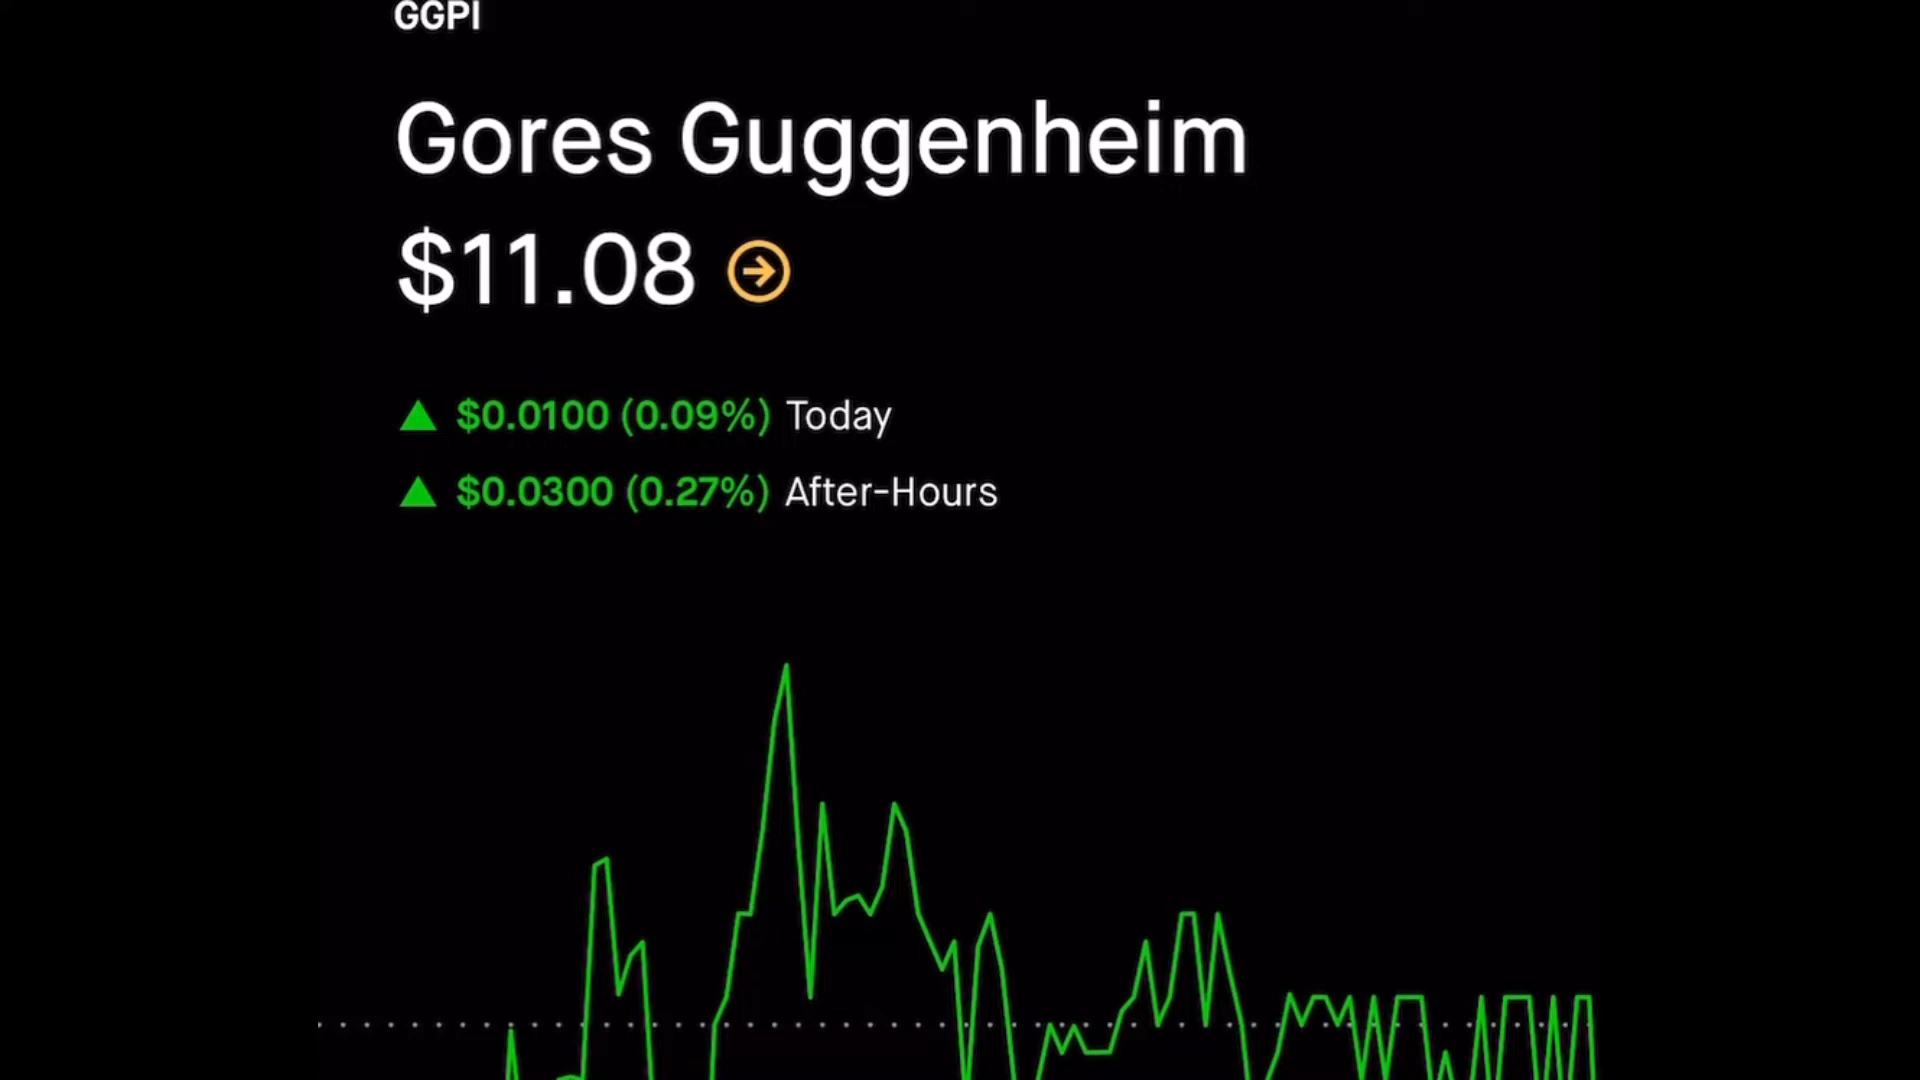 GGPI
Gores Guggenheim
$11.08
$0.0100 (0.09%) Today
$0.0300 (0.27%) After-Hours